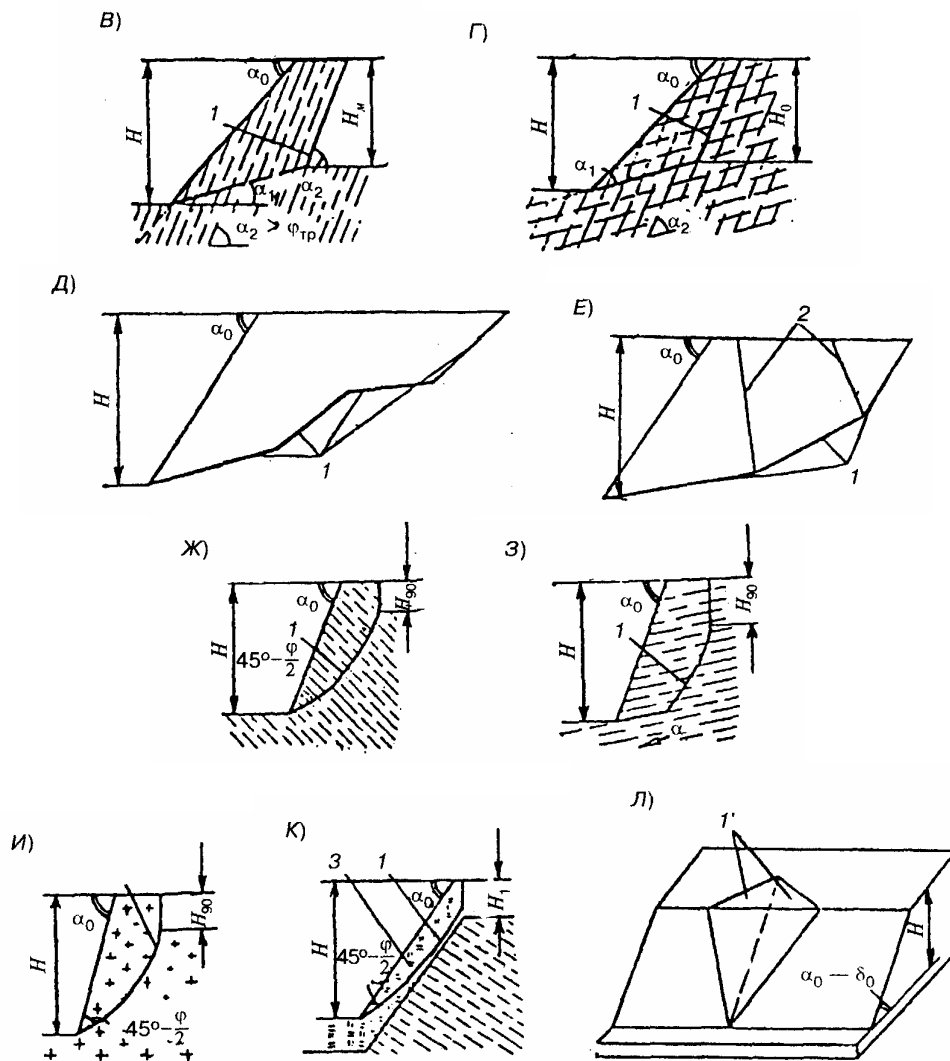 В)
α₀
1
H
Hм
α₁
α₂
α₂ > φтр
Г)
α₀
1
H
H₀
α₁
α₂
Д)
α₀
H
1
Е)
2
α₀
H
1
Ж)
α₀
H₉₀
H
1
45°–φ/2
З)
α₀
H₉₀
H
1
α
И)
α₀
H₉₀
H
45°–φ/2
К)
3
1
α₀
H₁
H
45°–φ/2
Л)
1'
H
α₀ — δ₀